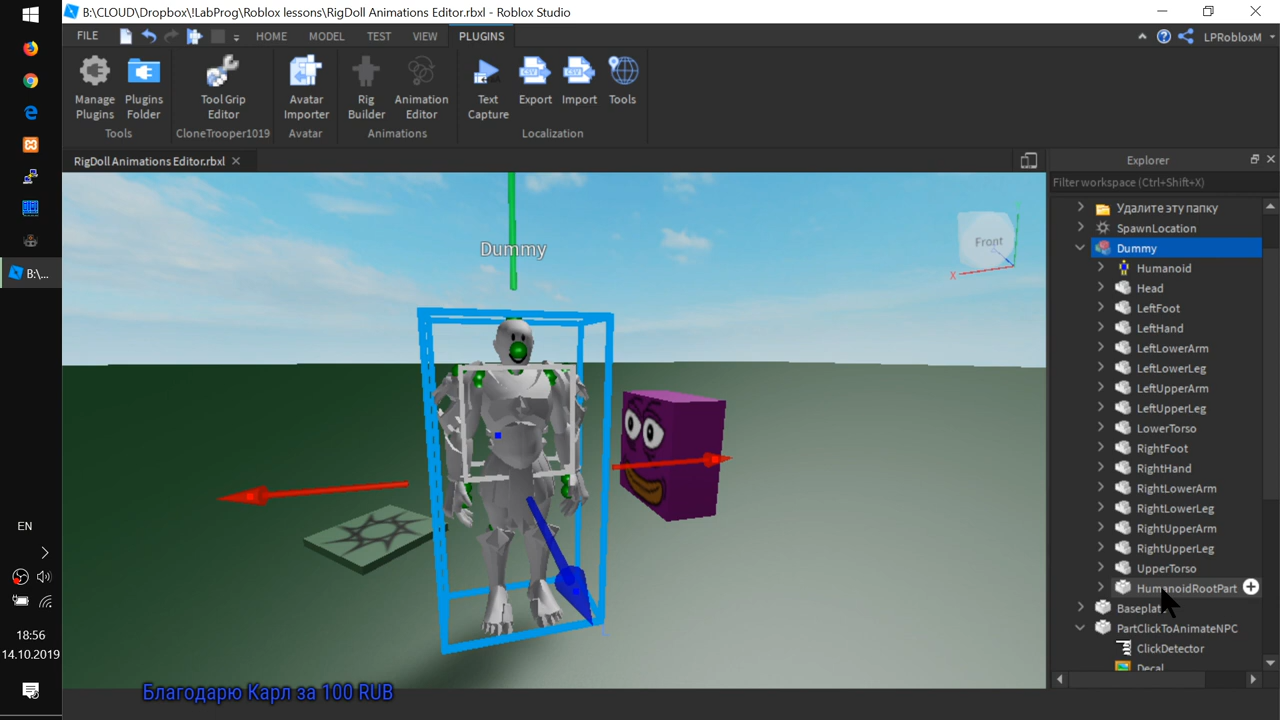 B:\CLOUD\Dropbox\!LabProg\Roblox lessons\RigDoll Animations Editor.rbxl - Roblox Studio
FILE HOME MODEL TEST VIEW PLUGINS LPRobloxM
Manage Plugins
Plugins Folder
Tool Grip Editor
Avatar Importer
Rig Builder
Animation Editor
Text Capture
Export
Import
Tools
Tools CloneTrooper1019 Avatar Animations Localization
RigDoll Animations Editor.rbxl
Explorer
Filter workspace (Ctrl+Shift+X)
Удалите эту папку
SpawnLocation
Dummy
Humanoid
Head
LeftFoot
LeftHand
LeftLowerArm
LeftLowerLeg
LeftUpperArm
LeftUpperLeg
LowerTorso
RightFoot
RightHand
RightLowerArm
RightLowerLeg
RightUpperArm
RightUpperLeg
UpperTorso
HumanoidRootPart
Baseplat
PartClickToAnimateNPC
ClickDetector
Decal
Dummy
Front
X
B:\...
EN
18:56
14.10.2019
Благодарю Карл за 100 RUB